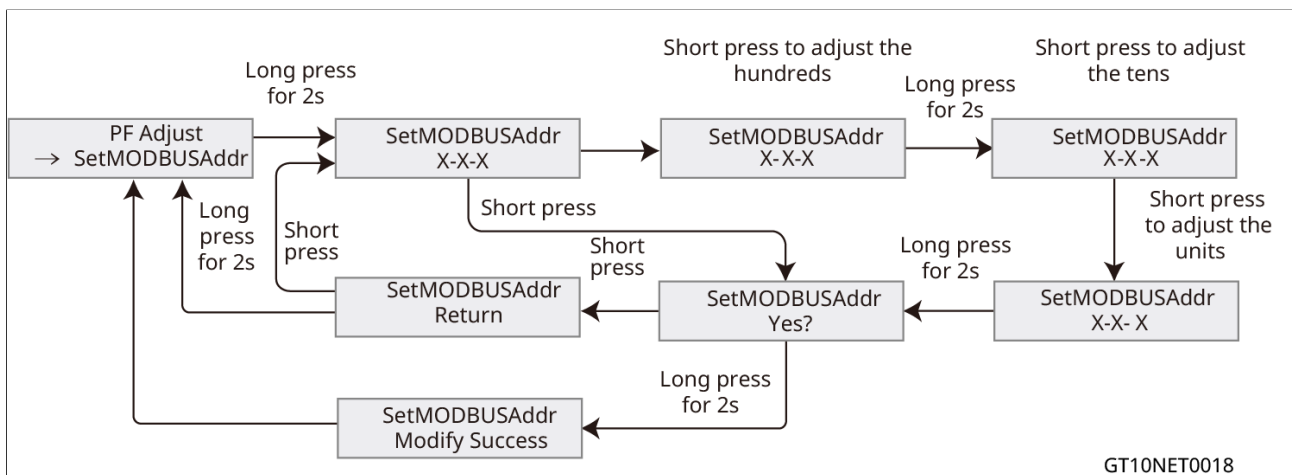 Short press to adjust the
hundreds
Short press to adjust
the tens
Long press
for 2s
Long press
for 2s
PF Adjust
→ SetMODBUSAddr
SetMODBUSAddr
X-X-X
SetMODBUSAddr
X-X-X
SetMODBUSAddr
X-X-X
Short press
Long
press
for 2s
Short
press
Short
press
Long press
for 2s
Short press
to adjust the
units
SetMODBUSAddr
Return
SetMODBUSAddr
Yes?
SetMODBUSAddr
X-X- X
Long press
for 2s
SetMODBUSAddr
Modify Success
GT10NET0018